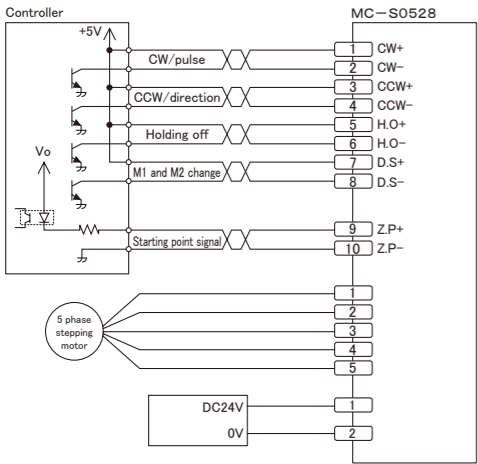 Controller
MC-S0528
+5V
CW/pulse
1 CW+
2 CW-
CCW/direction
3 CCW+
4 CCW-
Holding off
5 H.O+
6 H.O-
Vo
M1 and M2 change
7 D.S+
8 D.S-
Starting point signal
9 Z.P+
10 Z.P-
5 phase
stepping
motor
1
2
3
4
5
DC24V
1
0V
2